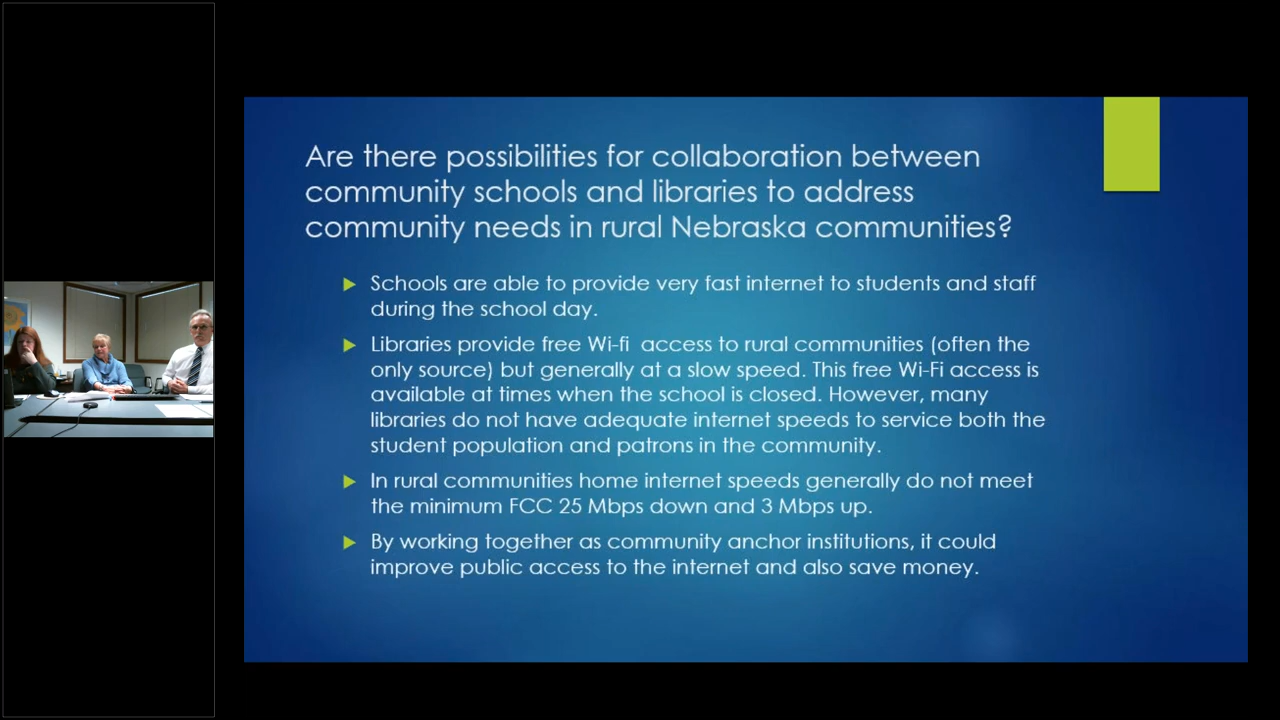 Are there possibilities for collaboration between
community schools and libraries to address
community needs in rural Nebraska communities?
Schools are able to provide very fast internet to students and staff
during the school day.
Libraries provide free Wi-fi access to rural communities (often the
only source) but generally at a slow speed. This free Wi-Fi access is
available at times when the school is closed. However, many
libraries do not have adequate internet speeds to service both the
student population and patrons in the community.
In rural communities home internet speeds generally do not meet
the minimum FCC 25 Mbps down and 3 Mbps up.
By working together as community anchor institutions, it could
improve public access to the internet and also save money.